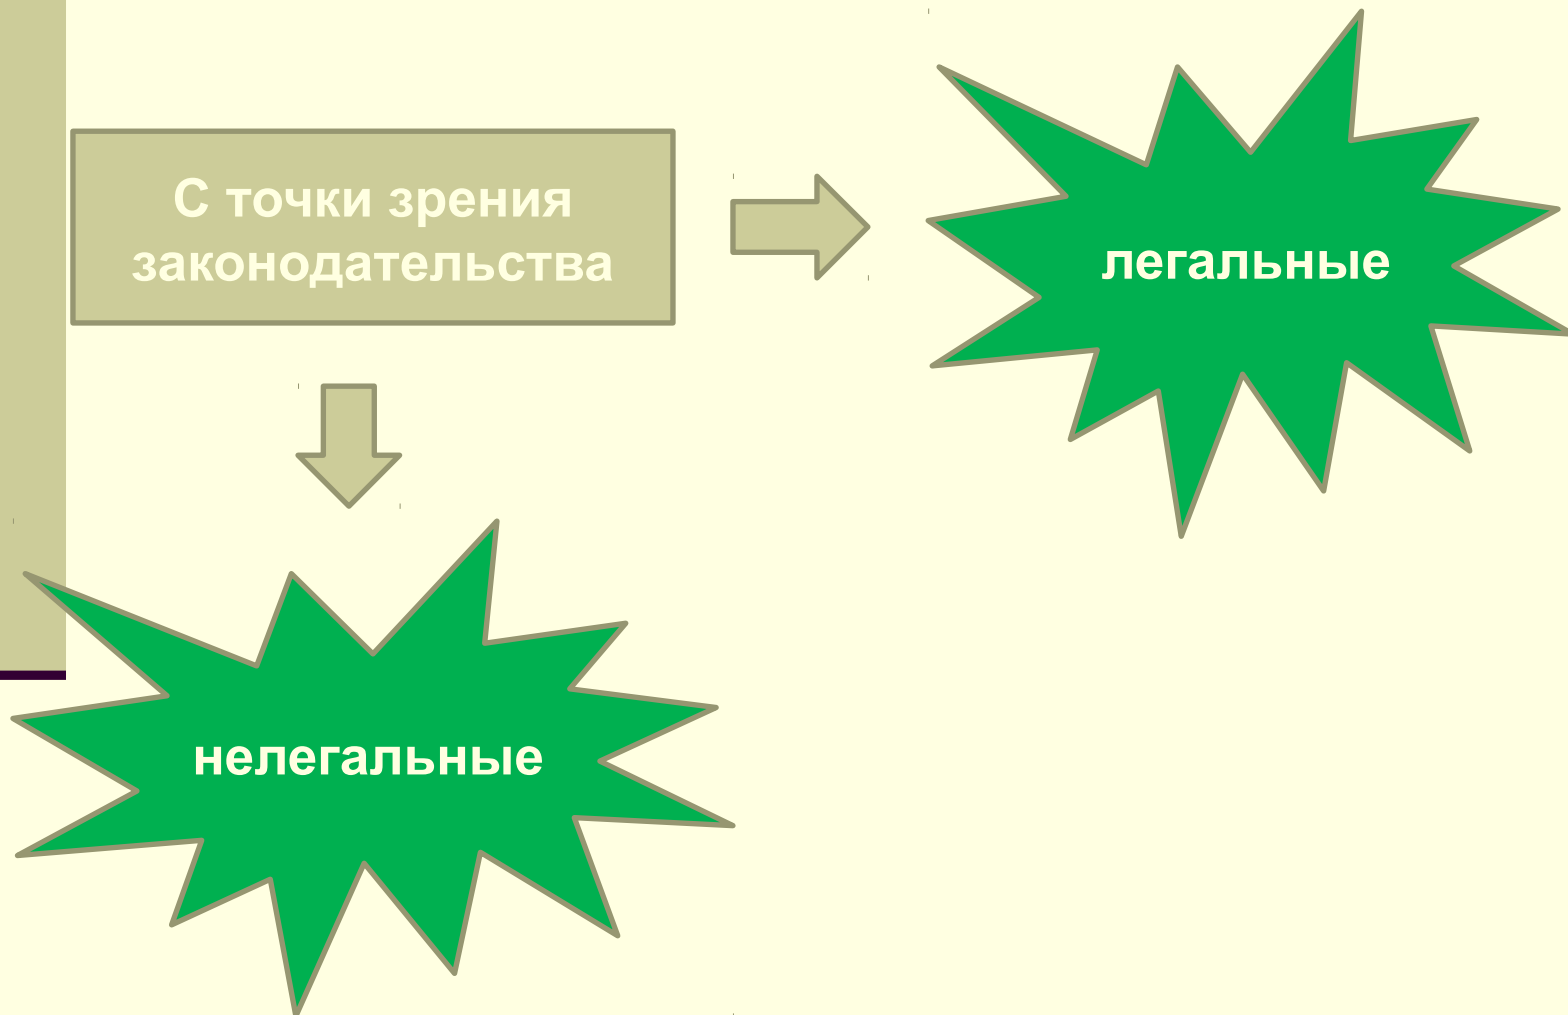 С точки зрения
законодательства
легальные
нелегальные